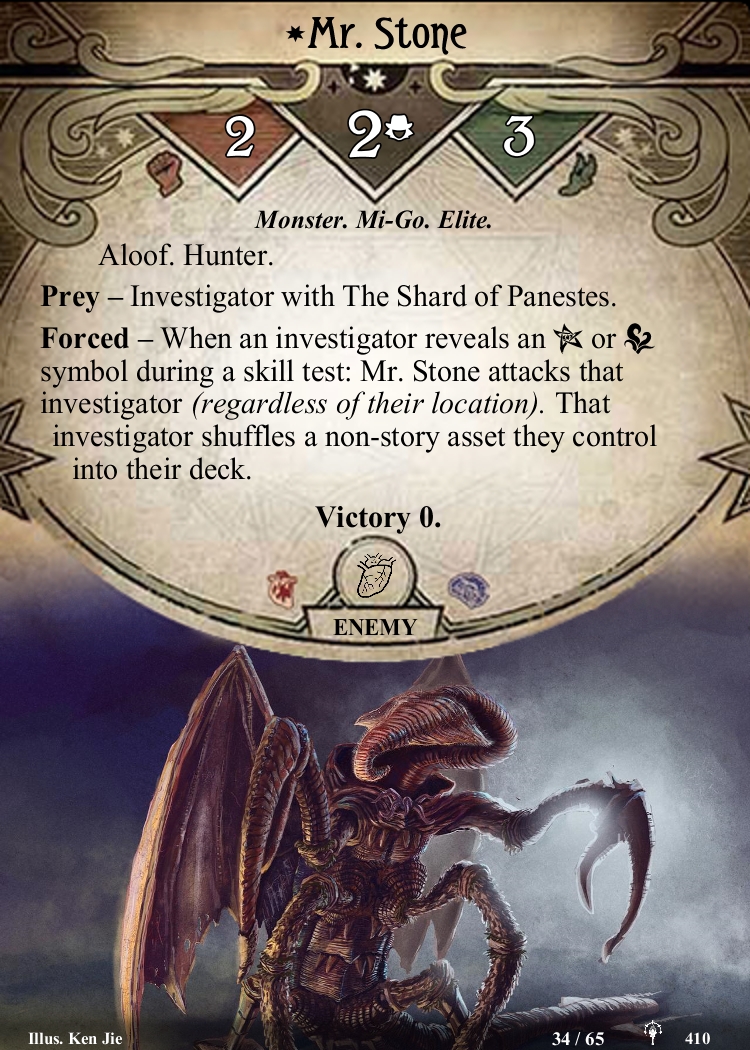 Mr. Stone
2 2 3
Monster. Mi-Go. Elite.
Aloof. Hunter.
Prey – Investigator with The Shard of Panestes.
Forced – When an investigator reveals an or
symbol during a skill test: Mr. Stone attacks that
investigator (regardless of their location). That
investigator shuffles a non-story asset they control
into their deck.
Victory 0.
ENEMY
Illus. Ken Jie 34 / 65 410